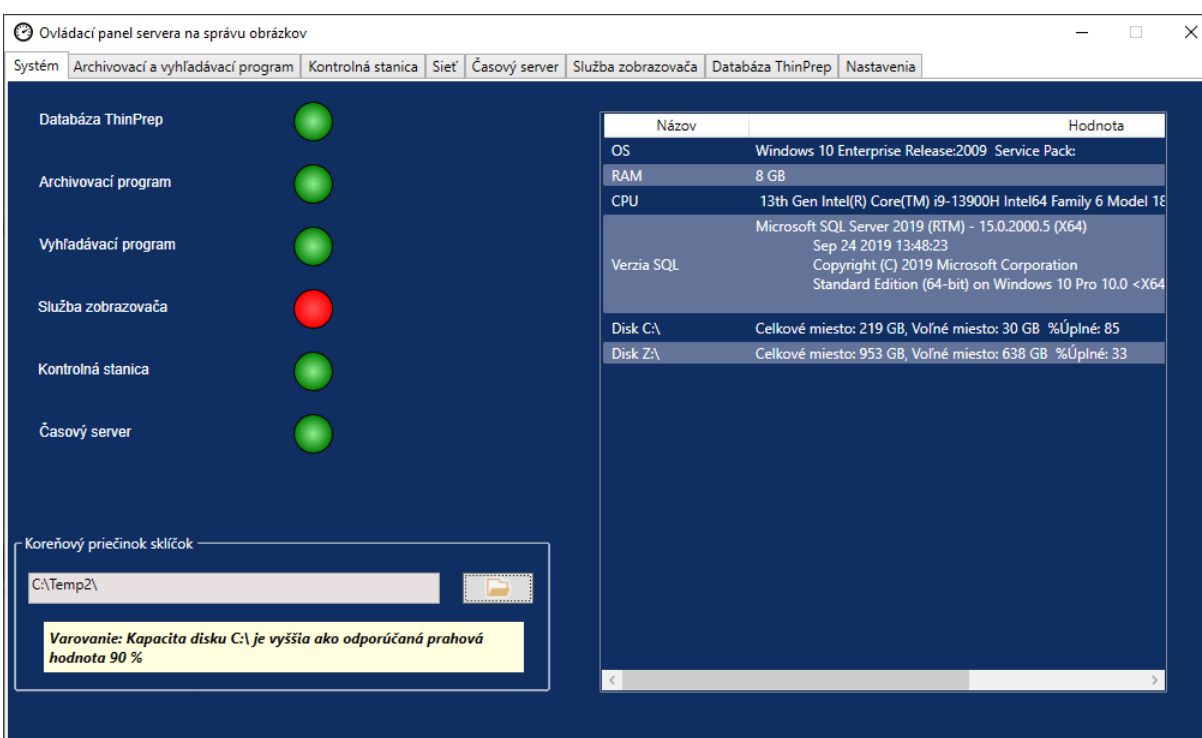 Ovládací panel servera na správu obrázkov
Systém Archivovací a vyhľadávací program Kontrolná stanica Sieť Časový server Služba zobrazovača Databáza ThinPrep Nastavenia
Databáza ThinPrep
Archivovací program
Vyhľadávací program
Služba zobrazovača
Kontrolná stanica
Časový server
Koreňový priečinok sklíčok
C:\Temp2\
Varovanie: Kapacita disku C:\ je vyššia ako odporúčaná prahová
hodnota 90 %
Názov Hodnota
OS Windows 10 Enterprise Release:2009 Service Pack:
RAM 8 GB
CPU 13th Gen Intel(R) Core(TM) i9-13900H Intel64 Family 6 Model 18
Verzia SQL Microsoft SQL Server 2019 (RTM) - 15.0.2000.5 (X64)
Sep 24 2019 13:48:23
Copyright (C) 2019 Microsoft Corporation
Standard Edition (64-bit) on Windows 10 Pro 10.0 <X64
Disk C:\ Celkové miesto: 219 GB, Voľné miesto: 30 GB %Úplné: 85
Disk Z:\ Celkové miesto: 953 GB, Voľné miesto: 638 GB %Úplné: 33